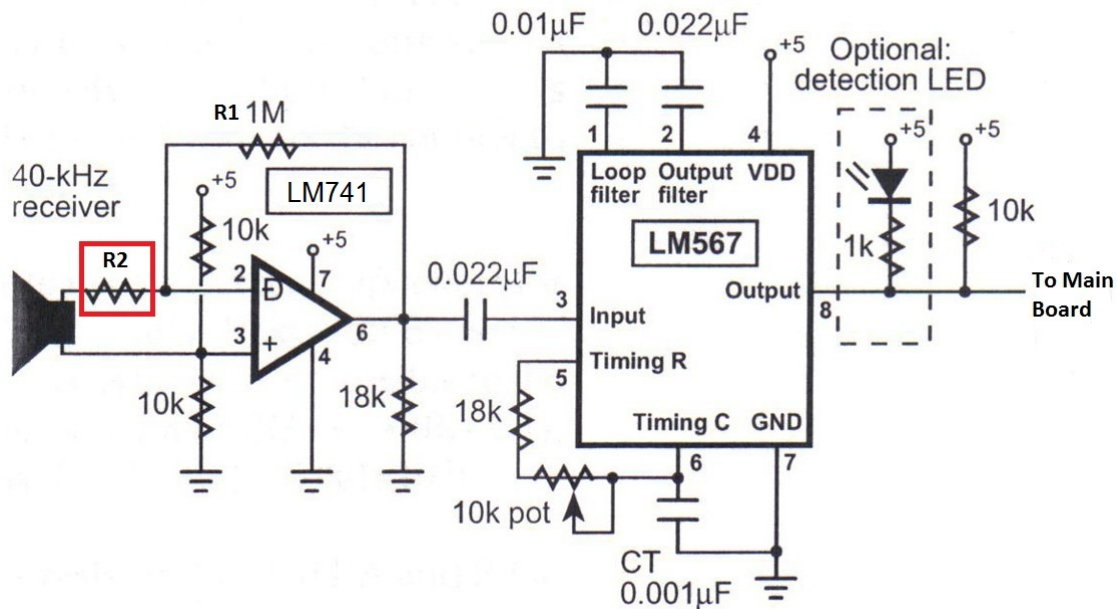 0.01µF
0.022µF
+5
Optional:
detection LED
R1 1M
1
2
4
+5
+5
40-kHz
receiver
+5
LM741
Loop
filter
Output
filter
VDD
10k
10k
R2
+5
LM567
1k
2
7
0.022µF
To Main
Board
3
Output
8
3
+
6
Input
4
Timing R
5
10k
18k
18k
Timing C
GND
6
7
10k pot
CT
0.001µF